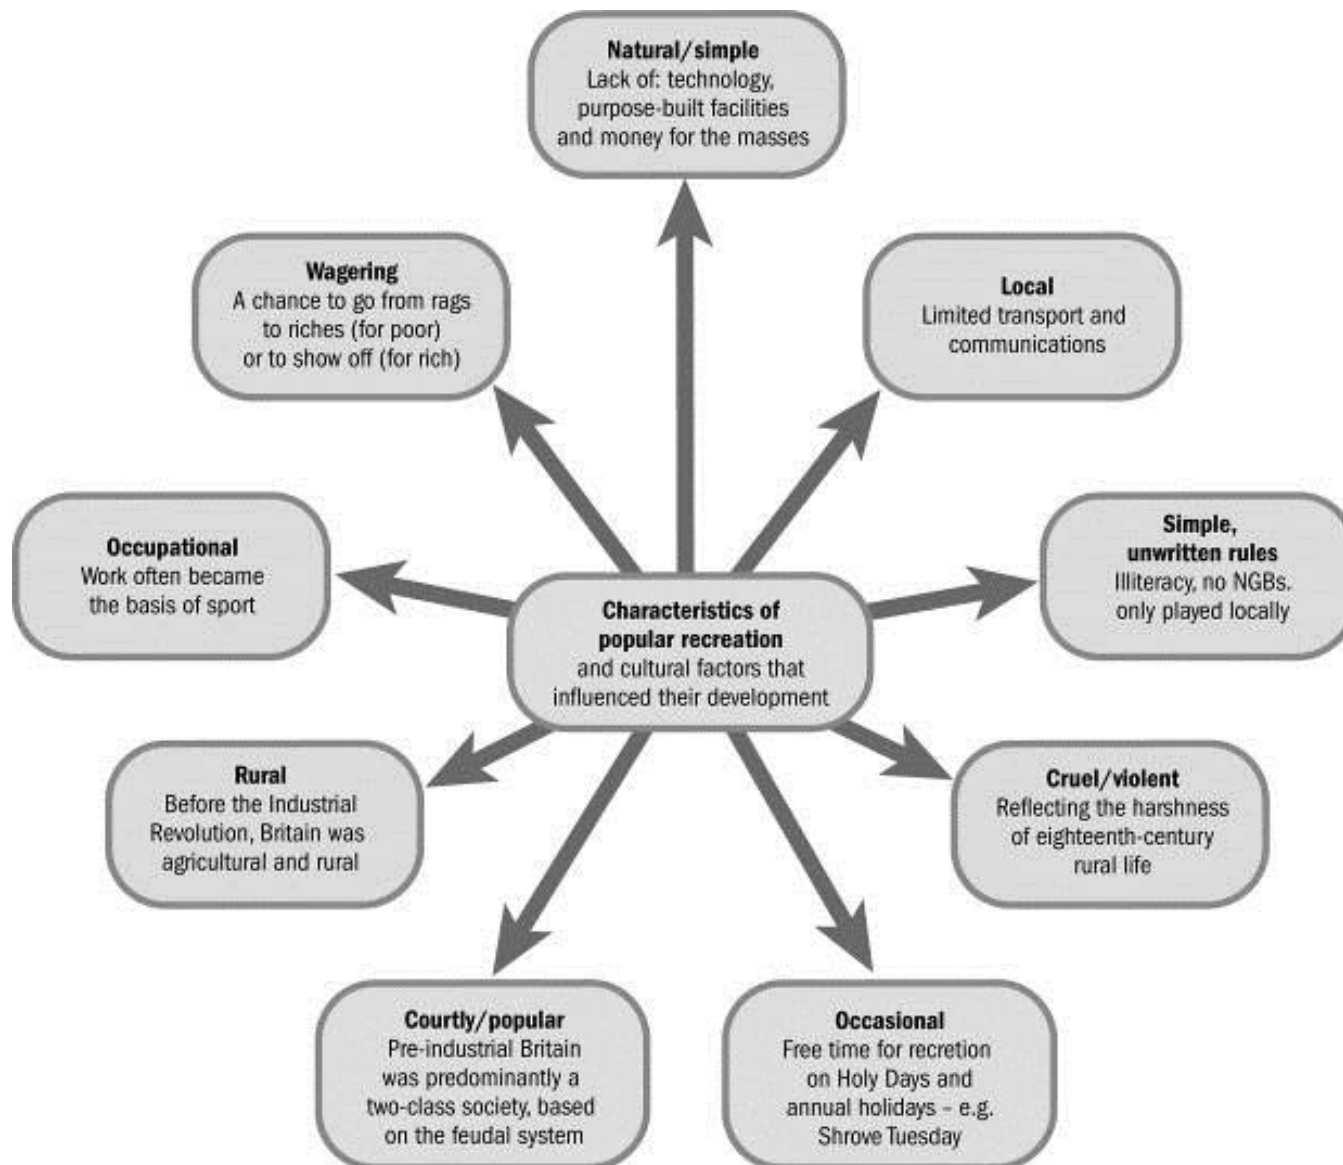 Natural/simple
Lack of: technology,
purpose-built facilities
and money for the masses
Wagering
A chance to go from rags
to riches (for poor)
or to show off (for rich)
Local
Limited transport and
communications
Occupational
Work often became
the basis of sport
Simple,
unwritten rules
Illiteracy, no NGBs.
only played locally
Characteristics of
popular recreation
and cultural factors that
influenced their development
Rural
Before the Industrial
Revolution, Britain was
agricultural and rural
Cruel/violent
Reflecting the harshness
of eighteenth-century
rural life
Courtly/popular
Pre-industrial Britain
was predominantly a
two-class society, based
on the feudal system
Occasional
Free time for recretion
on Holy Days and
annual holidays – e.g.
Shrove Tuesday